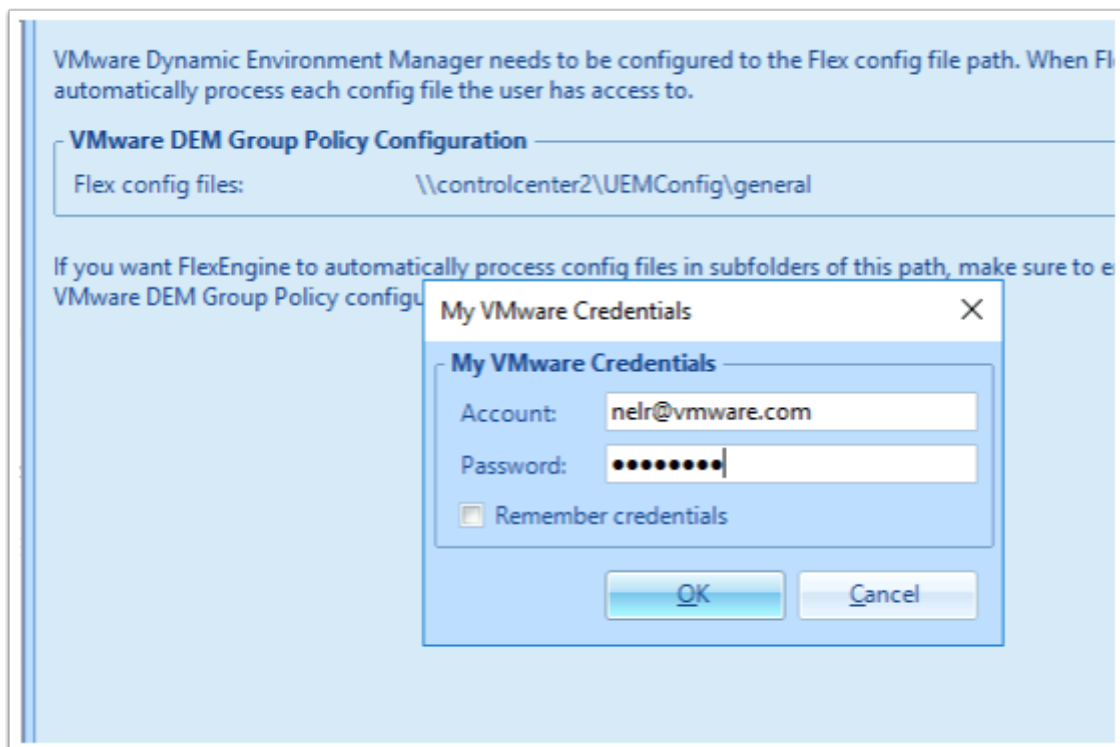 VMware Dynamic Environment Manager needs to be configured to the Flex config file path. When Fl
automatically process each config file the user has access to.
VMware DEM Group Policy Configuration
Flex config files: \\controlcenter2\UEMConfig\general
If you want FlexEngine to automatically process config files in subfolders of this path, make sure to e
VMware DEM Group Policy configu
My VMware Credentials
My VMware Credentials
Account: nelr@vmware.com
Password: ••••••••
Remember credentials
OK Cancel